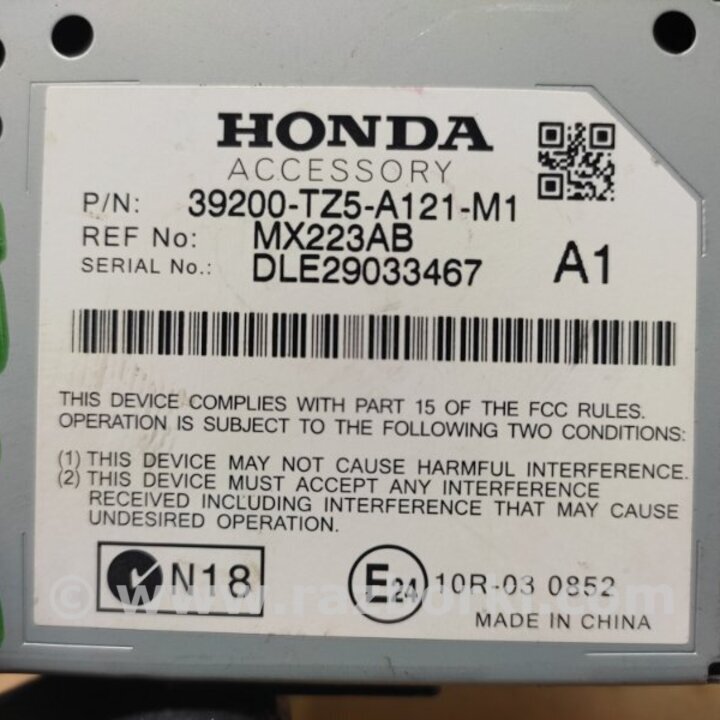 HONDA
ACCESSORY
P/N: 39200-TZ5-A121-M1
REF No: MX223AB
SERIAL No.: DLE29033467 A1
THIS DEVICE COMPLIES WITH PART 15 OF THE FCC RULES.
OPERATION IS SUBJECT TO THE FOLLOWING TWO CONDITIONS:
(1) THIS DEVICE MAY NOT CAUSE HARMFUL INTERFERENCE.
(2) THIS DEVICE MUST ACCEPT ANY INTERFERENCE
RECEIVED INCLUDING INTERFERENCE THAT MAY CAUSE
UNDESIRED OPERATION.
N18 E24 10R-03 0852
© www.razborki.com
MADE IN CHINA